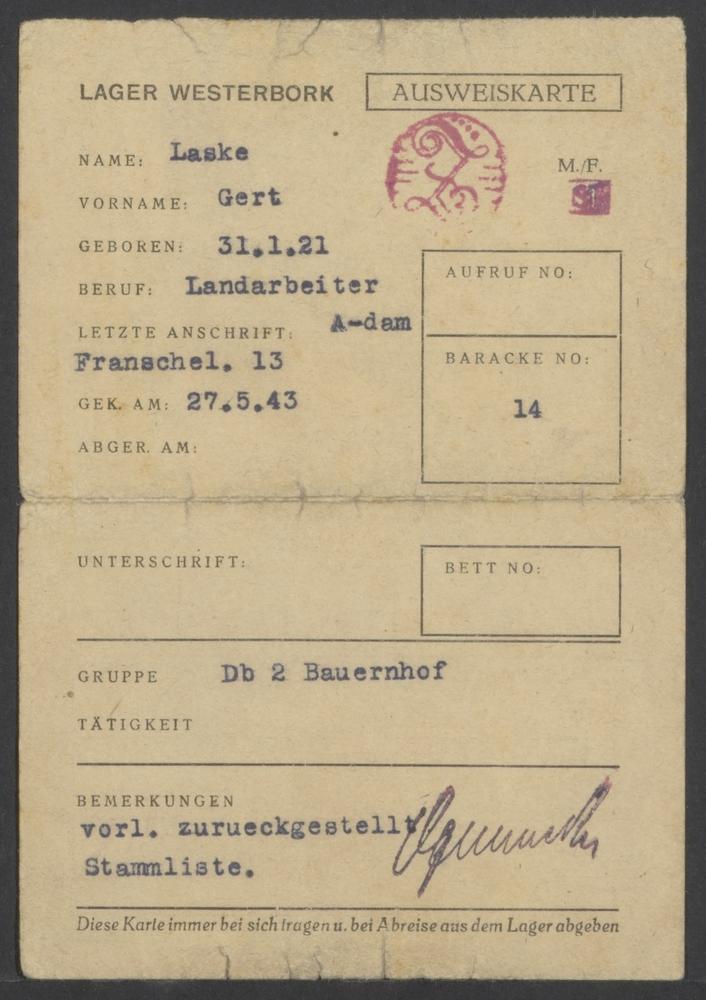 LAGER WESTERBORK AUSWEISKARTE
NAME: Laske
M./F.
VORNAME: Gert
GEBOREN: 31.1.21
BERUF: Landarbeiter
AUFRUF NO:
LETZTE ANSCHRIFT: A-dam
Franschel. 13
BARACKE NO:
14
GEK. AM: 27.5.43
ABGER. AM:
UNTERSCHRIFT:
BETT NO:
GRUPPE Db 2 Bauernhof
TÄTIGKEIT
BEMERKUNGEN
vorl. zurueckgestellt
Stammliste.
Diese Karte immer bei sich tragen u. bei Abreise aus dem Lager abgeben